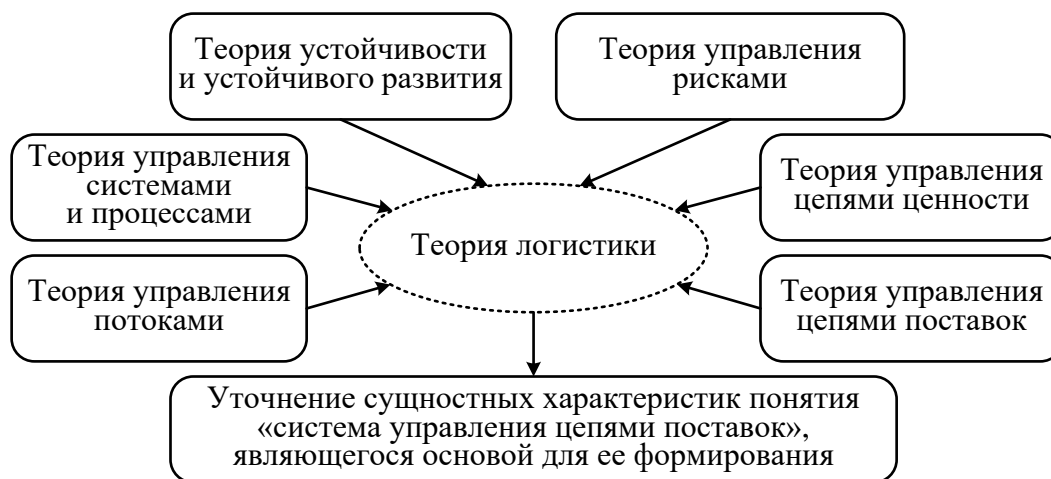 Теория устойчивости
и устойчивого развития
Теория управления
рисками
Теория управления
системами
и процессами
Теория управления
цепями ценности
Теория логистики
Теория управления
потоками
Теория управления
цепями поставок
Уточнение сущностных характеристик понятия
«система управления цепями поставок»,
являющегося основой для ее формирования